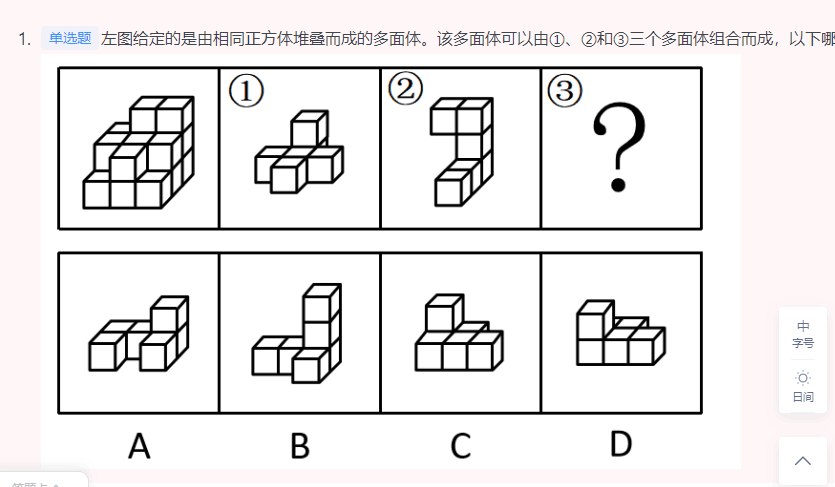 1. 单选题 左图给定的是由相同正方体堆叠而成的多面体。该多面体可以由①、②和③三个多面体组合而成，以下哪
① ② ③
?
A B C D
中
字号
日间